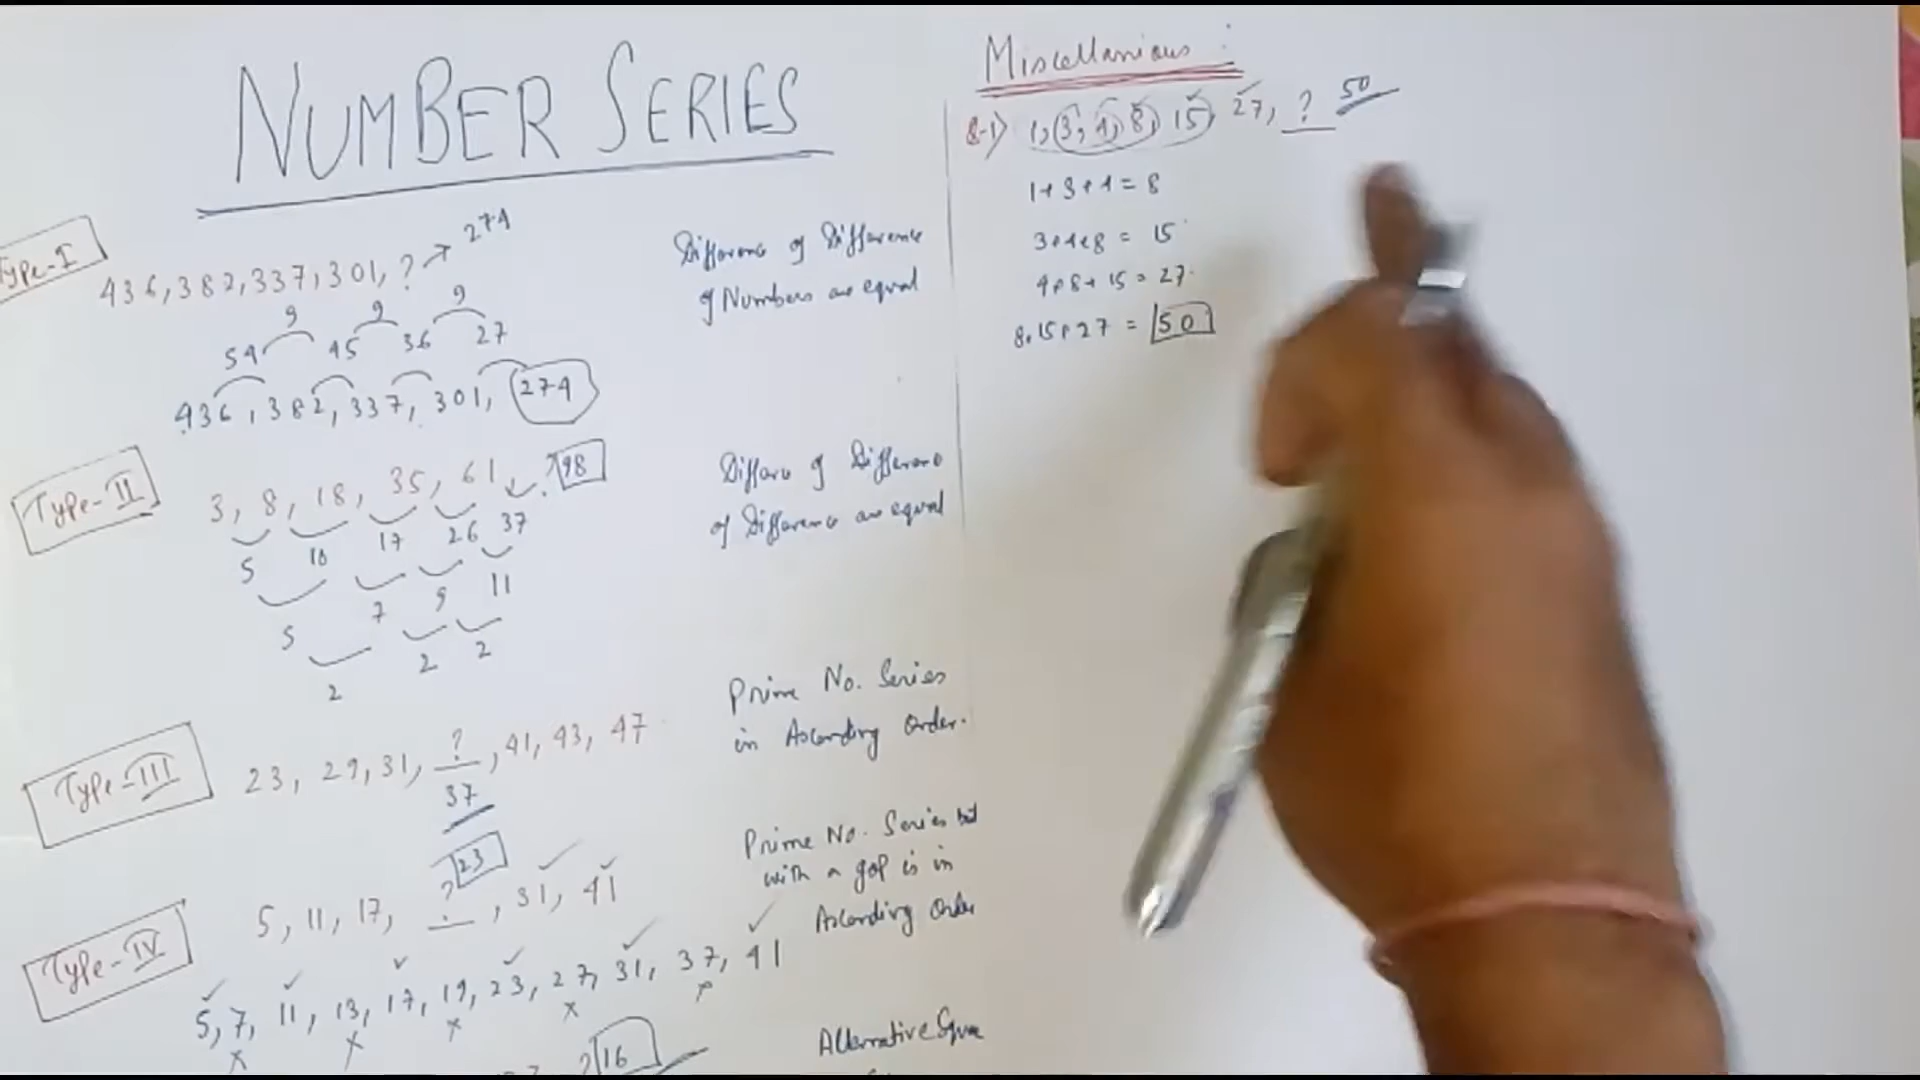 NUMBER SERIES
Type-I
436, 382, 337, 301, ? → 274
9 9 9
54 45 36 27
436, 382, 337, 301, 274
Difference of Difference
of Numbers are equal
Type-II
3, 8, 18, 35, 61, ? 98
5 10 17 26 37
5 7 9 11
2 2 2
of Difference are equal
Type-III
23, 29, 31, ?, 41, 43, 47
37
Prime No. Series
in Ascending Order.
Type-IV
23
5, 11, 17, ?, 31, 41
5, 7, 11, 13, 17, 19, 23, 27, 31, 37, 41
x x x x x
Prime No. Series but
with a gap is in
Ascending Order
? 16
Alternative
Miscellanious :
Q-1) 1, 3, 4, 8, 15, 27, ? 50
1+3+4 = 8
3+4+8 = 15
4+8+15 = 27
8+15+27 = 50